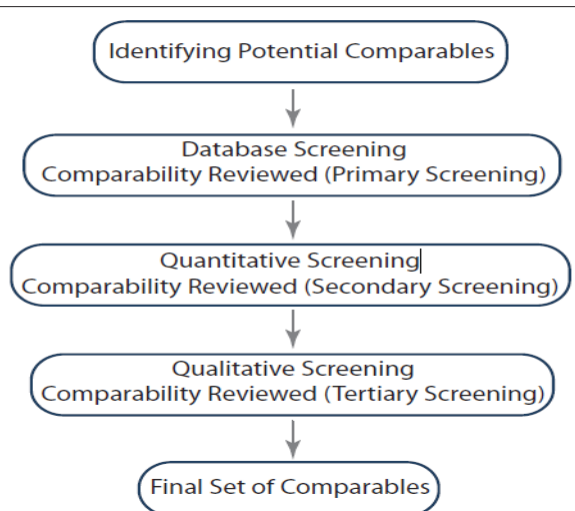 Identifying Potential Comparables
Database Screening
Comparability Reviewed (Primary Screening)
Quantitative Screening
Comparability Reviewed (Secondary Screening)
Qualitative Screening
Comparability Reviewed (Tertiary Screening)
Final Set of Comparables